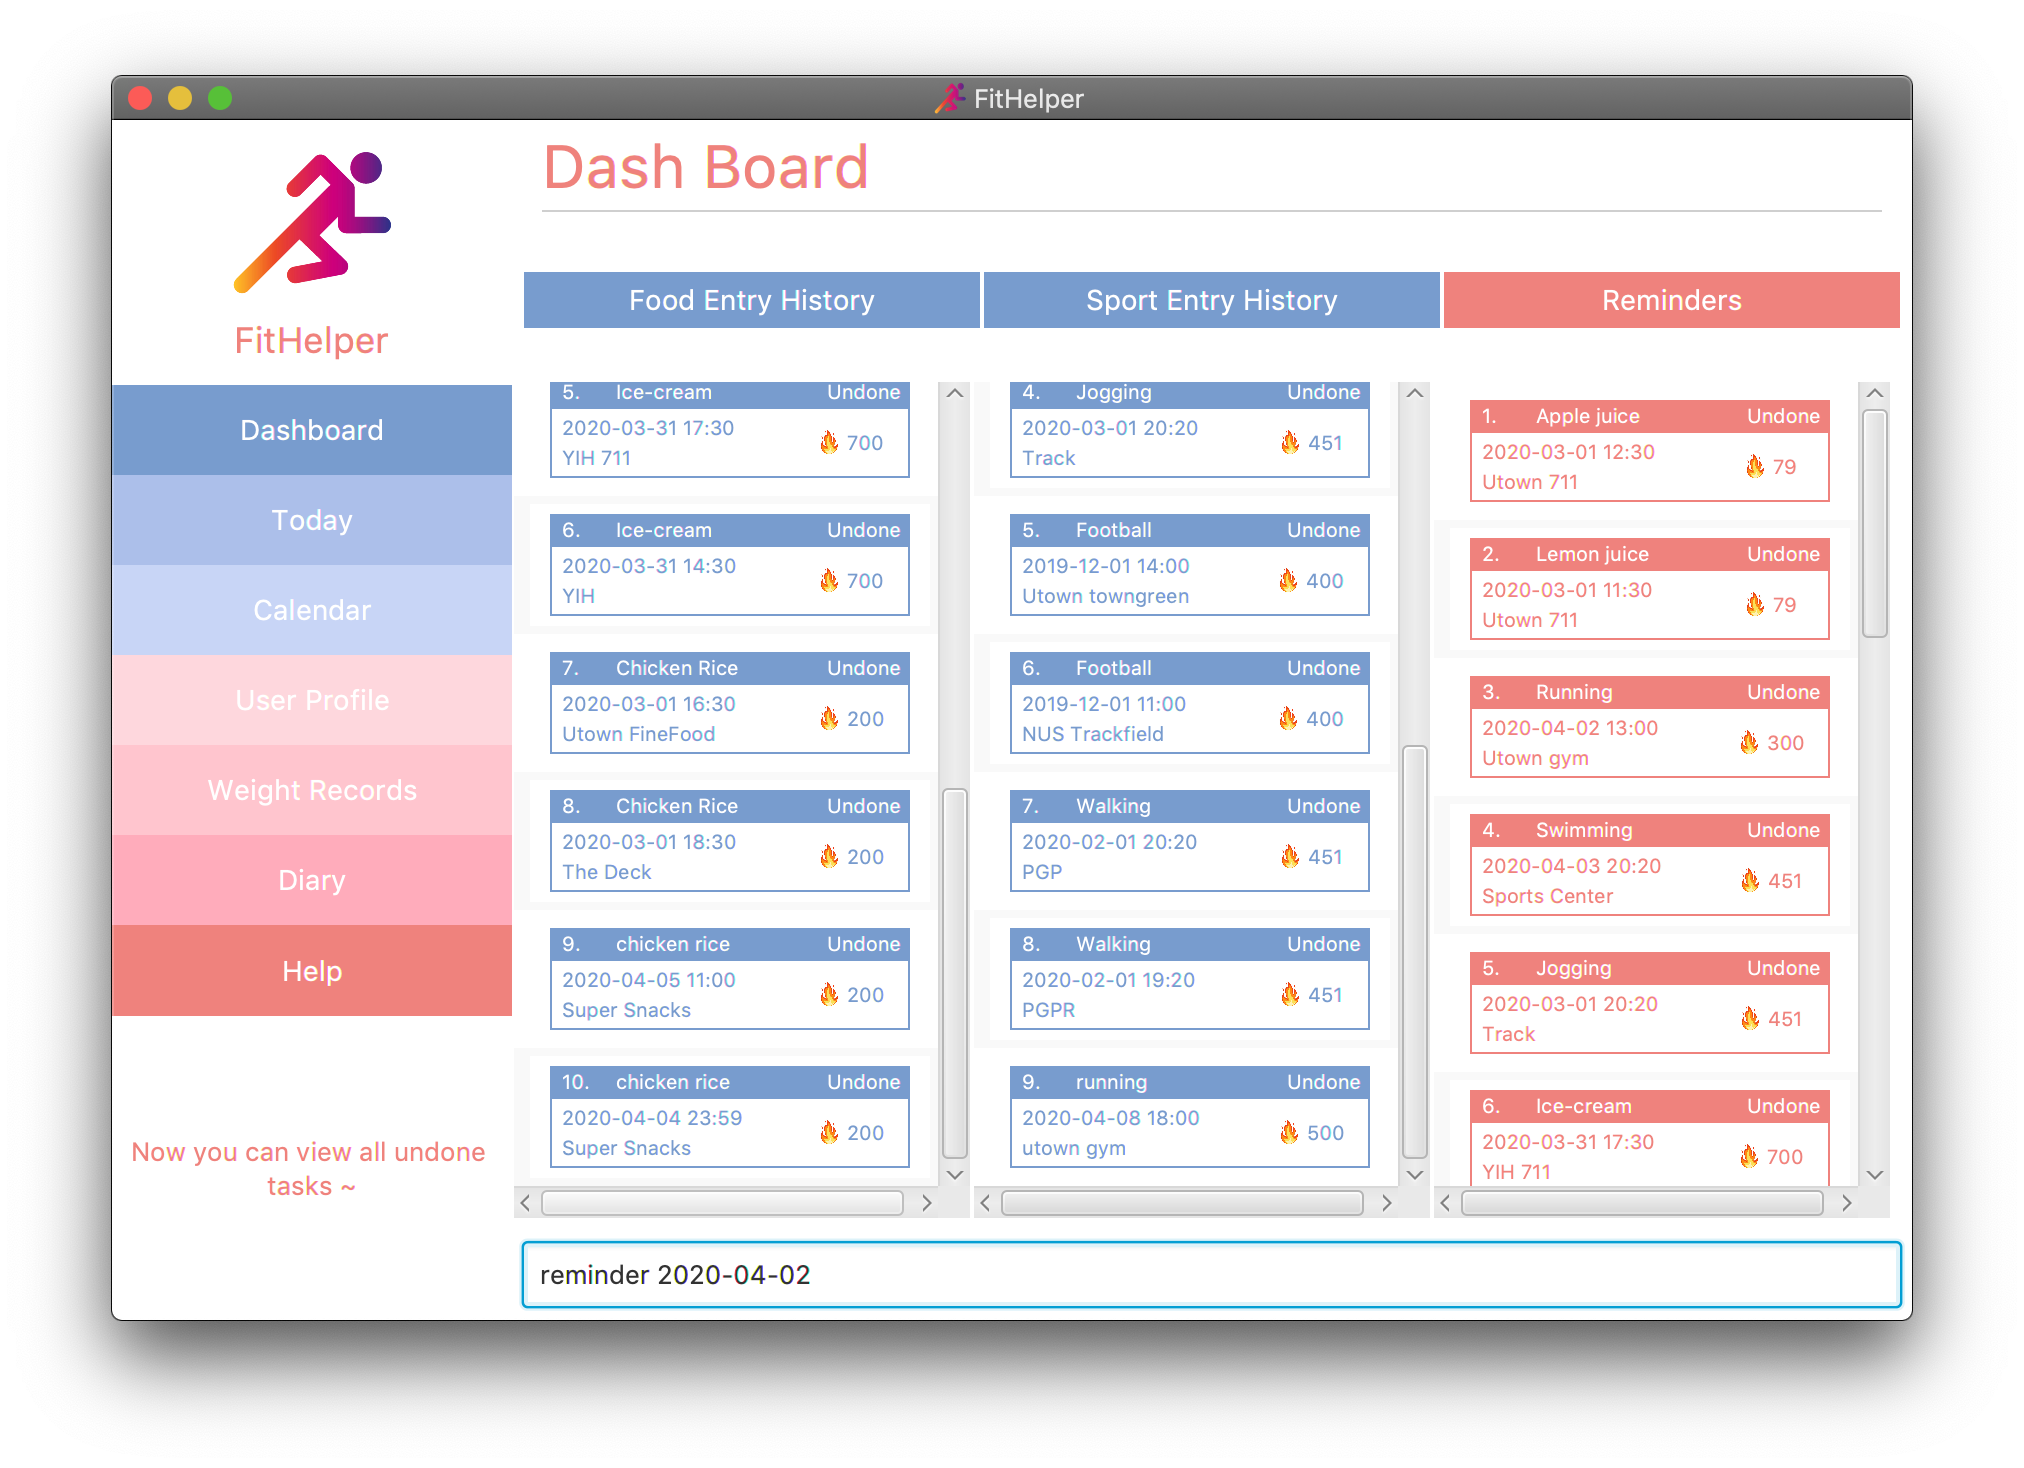 FitHelper
FitHelper
Dashboard
Today
Calendar
User Profile
Weight Records
Diary
Help
Now you can view all undone
tasks ~
Dash Board
Food Entry History
5. Ice-cream Undone
2020-03-31 17:30
YIH 711
700
6. Ice-cream Undone
2020-03-31 14:30
YIH
700
7. Chicken Rice Undone
2020-03-01 16:30
Utown FineFood
200
8. Chicken Rice Undone
2020-03-01 18:30
The Deck
200
9. chicken rice Undone
2020-04-05 11:00
Super Snacks
200
10. chicken rice Undone
2020-04-04 23:59
Super Snacks
200
Sport Entry History
4. Jogging Undone
2020-03-01 20:20
Track
451
5. Football Undone
2019-12-01 14:00
Utown towngreen
400
6. Football Undone
2019-12-01 11:00
NUS Trackfield
400
7. Walking Undone
2020-02-01 20:20
PGP
451
8. Walking Undone
2020-02-01 19:20
PGPR
451
9. running Undone
2020-04-08 18:00
utown gym
500
Reminders
1. Apple juice Undone
2020-03-01 12:30
Utown 711
79
2. Lemon juice Undone
2020-03-01 11:30
Utown 711
79
3. Running Undone
2020-04-02 13:00
Utown gym
300
4. Swimming Undone
2020-04-03 20:20
Sports Center
451
5. Jogging Undone
2020-03-01 20:20
Track
451
6. Ice-cream Undone
2020-03-31 17:30
YIH 711
700
reminder 2020-04-02